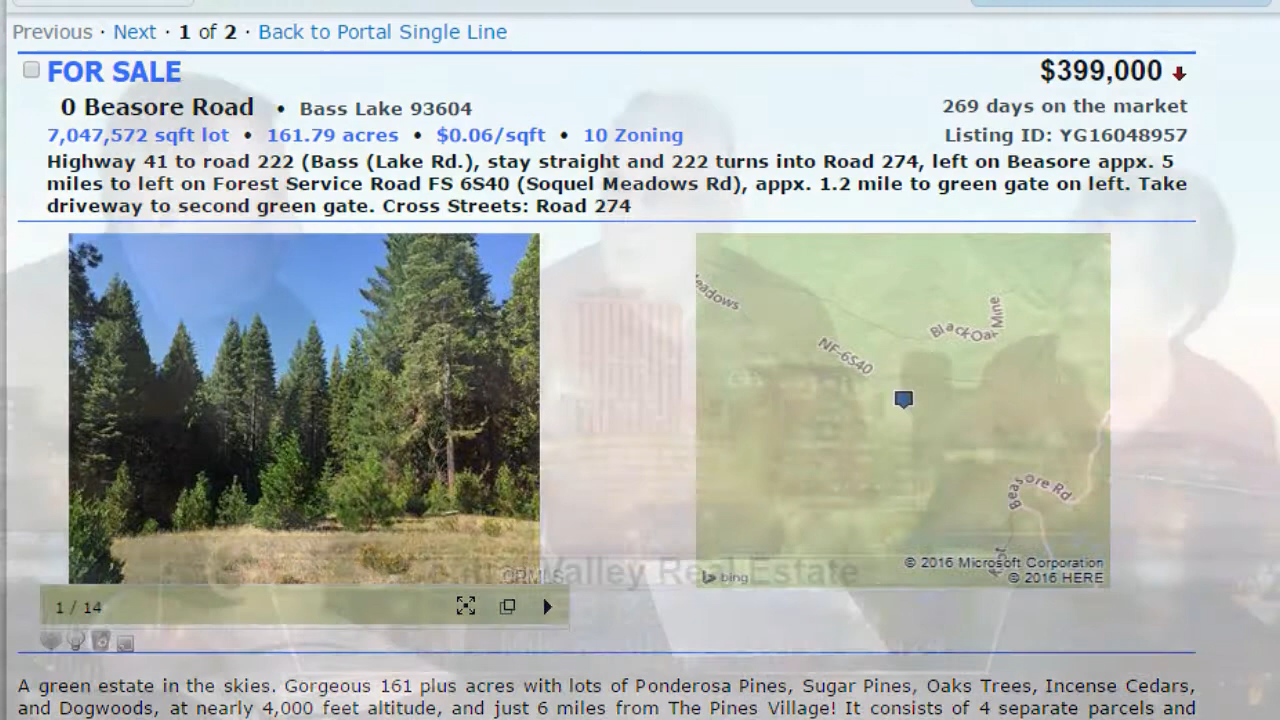 Previous · Next · 1 of 2 · Back to Portal Single Line
FOR SALE
$399,000
0 Beasore Road • Bass Lake 93604
269 days on the market
7,047,572 sqft lot • 161.79 acres • $0.06/sqft • 10 Zoning
Listing ID: YG16048957
Highway 41 to road 222 (Bass (Lake Rd.), stay straight and 222 turns into Road 274, left on Beasore appx. 5
miles to left on Forest Service Road FS 6S40 (Soquel Meadows Rd), appx. 1.2 mile to green gate on left. Take
driveway to second green gate. Cross Streets: Road 274
eadows
NF-6S40
Black Oak Mine
Beasore Rd
Valley Real Estate
CRMLS
bing
© 2016 Microsoft Corporation
© 2016 HERE
1 / 14
A green estate in the skies. Gorgeous 161 plus acres with lots of Ponderosa Pines, Sugar Pines, Oaks Trees, Incense Cedars,
and Dogwoods, at nearly 4,000 feet altitude, and just 6 miles from The Pines Village! It consists of 4 separate parcels and